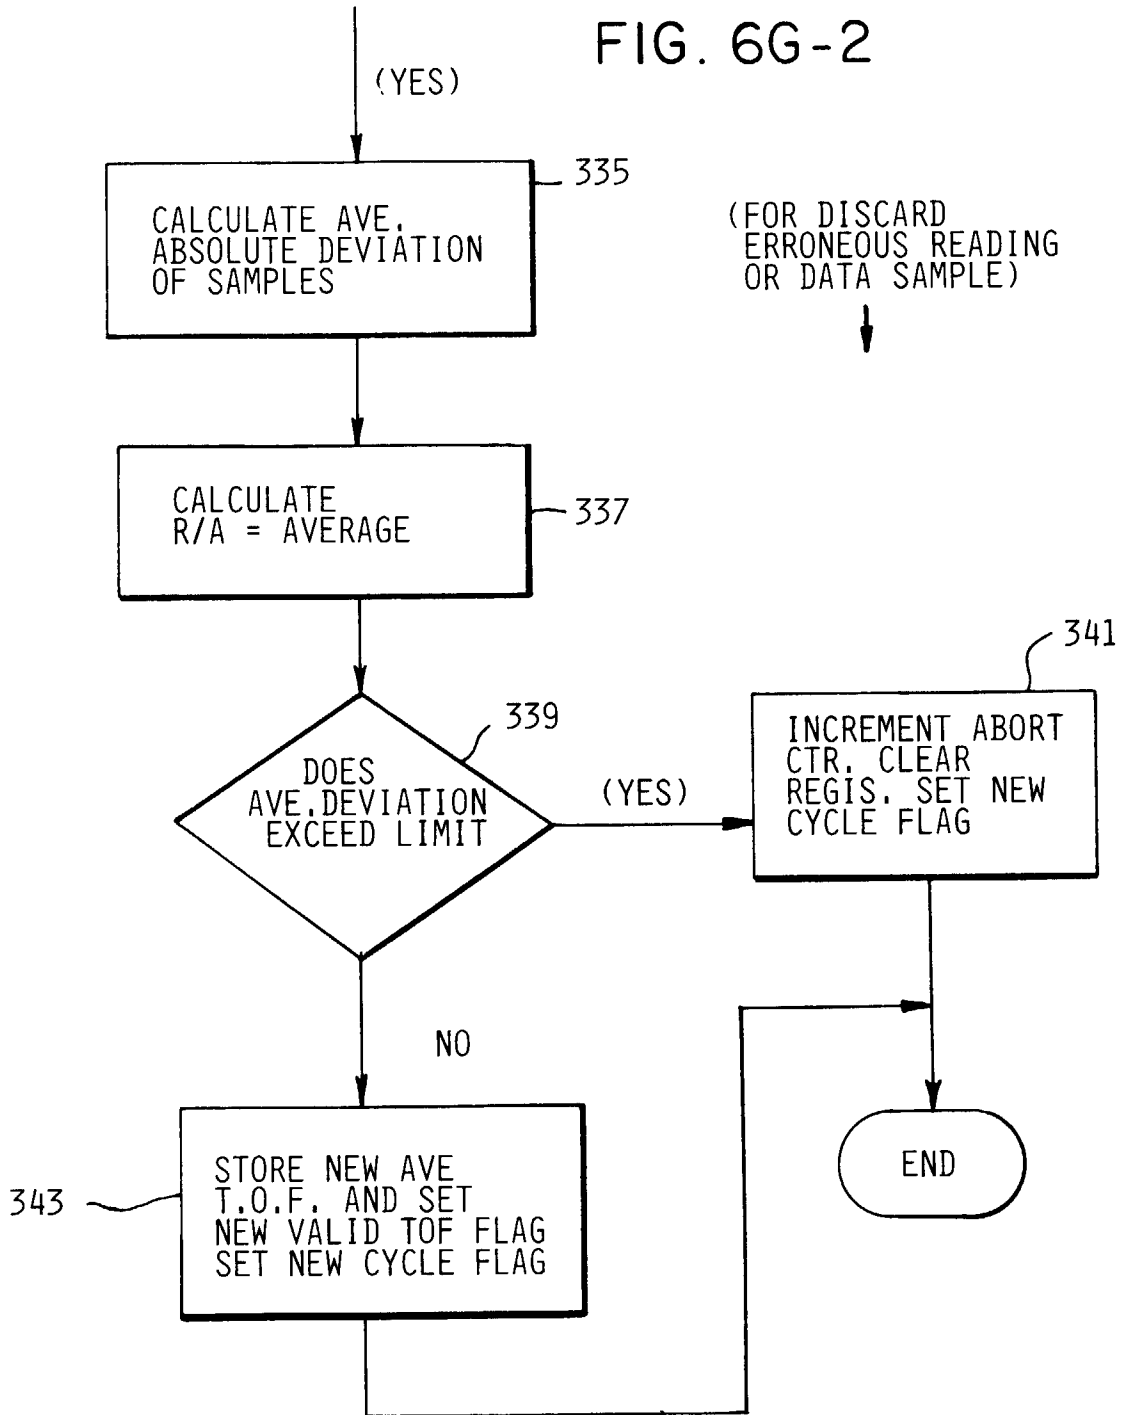 FIG. 6G-2
(YES)
335
CALCULATE AVE.
ABSOLUTE DEVIATION
OF SAMPLES
(FOR DISCARD
ERRONEOUS READING
OR DATA SAMPLE)
CALCULATE
R/A = AVERAGE
337
339
DOES
AVE.DEVIATION
EXCEED LIMIT
(YES)
341
INCREMENT ABORT
CTR. CLEAR
REGIS. SET NEW
CYCLE FLAG
NO
343
STORE NEW AVE
T.O.F. AND SET
NEW VALID TOF FLAG
SET NEW CYCLE FLAG
END